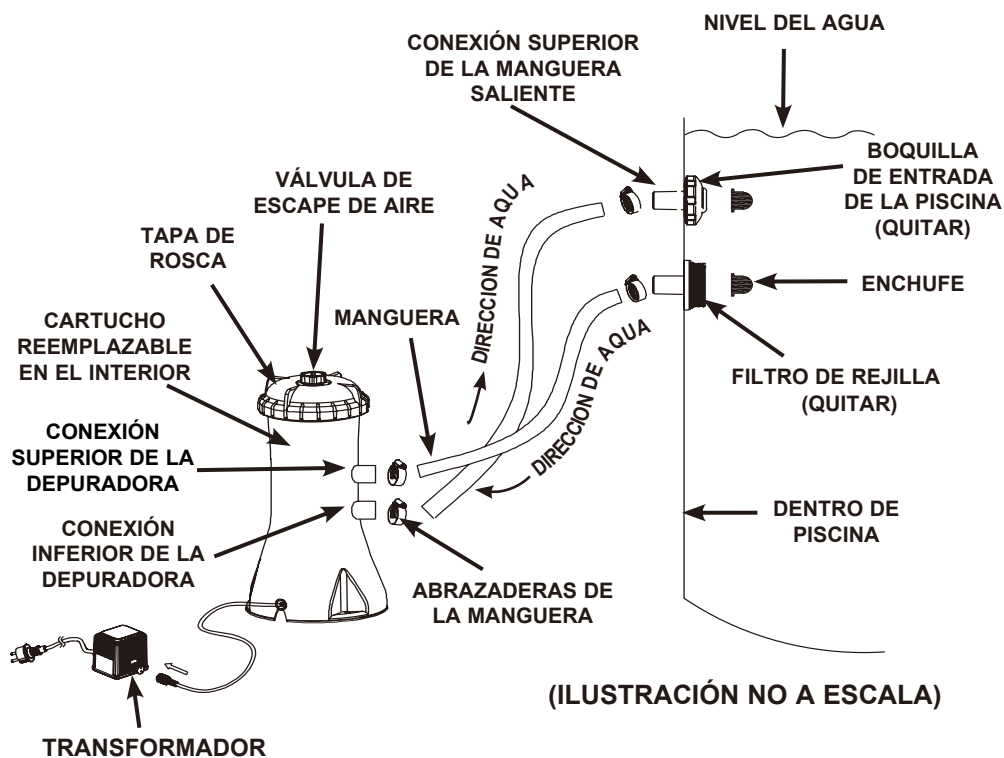 NIVEL DEL AGUA
CONEXIÓN SUPERIOR
DE LA MANGUERA
SALIENTE
BOQUILLA
DE ENTRADA
DE LA PISCINA
(QUITAR)
VÁLVULA DE
ESCAPE DE AIRE
TAPA DE
ROSCA
DIRECCION DE AQUA
ENCHUFE
CARTUCHO
REEMPLAZABLE
EN EL INTERIOR
MANGUERA
DIRECCION DE AQUA
FILTRO DE REJILLA
(QUITAR)
CONEXIÓN
SUPERIOR DE LA
DEPURADORA
CONEXIÓN
INFERIOR DE LA
DEPURADORA
DENTRO DE
PISCINA
ABRAZADERAS DE
LA MANGUERA
(ILUSTRACIÓN NO A ESCALA)
TRANSFORMADOR